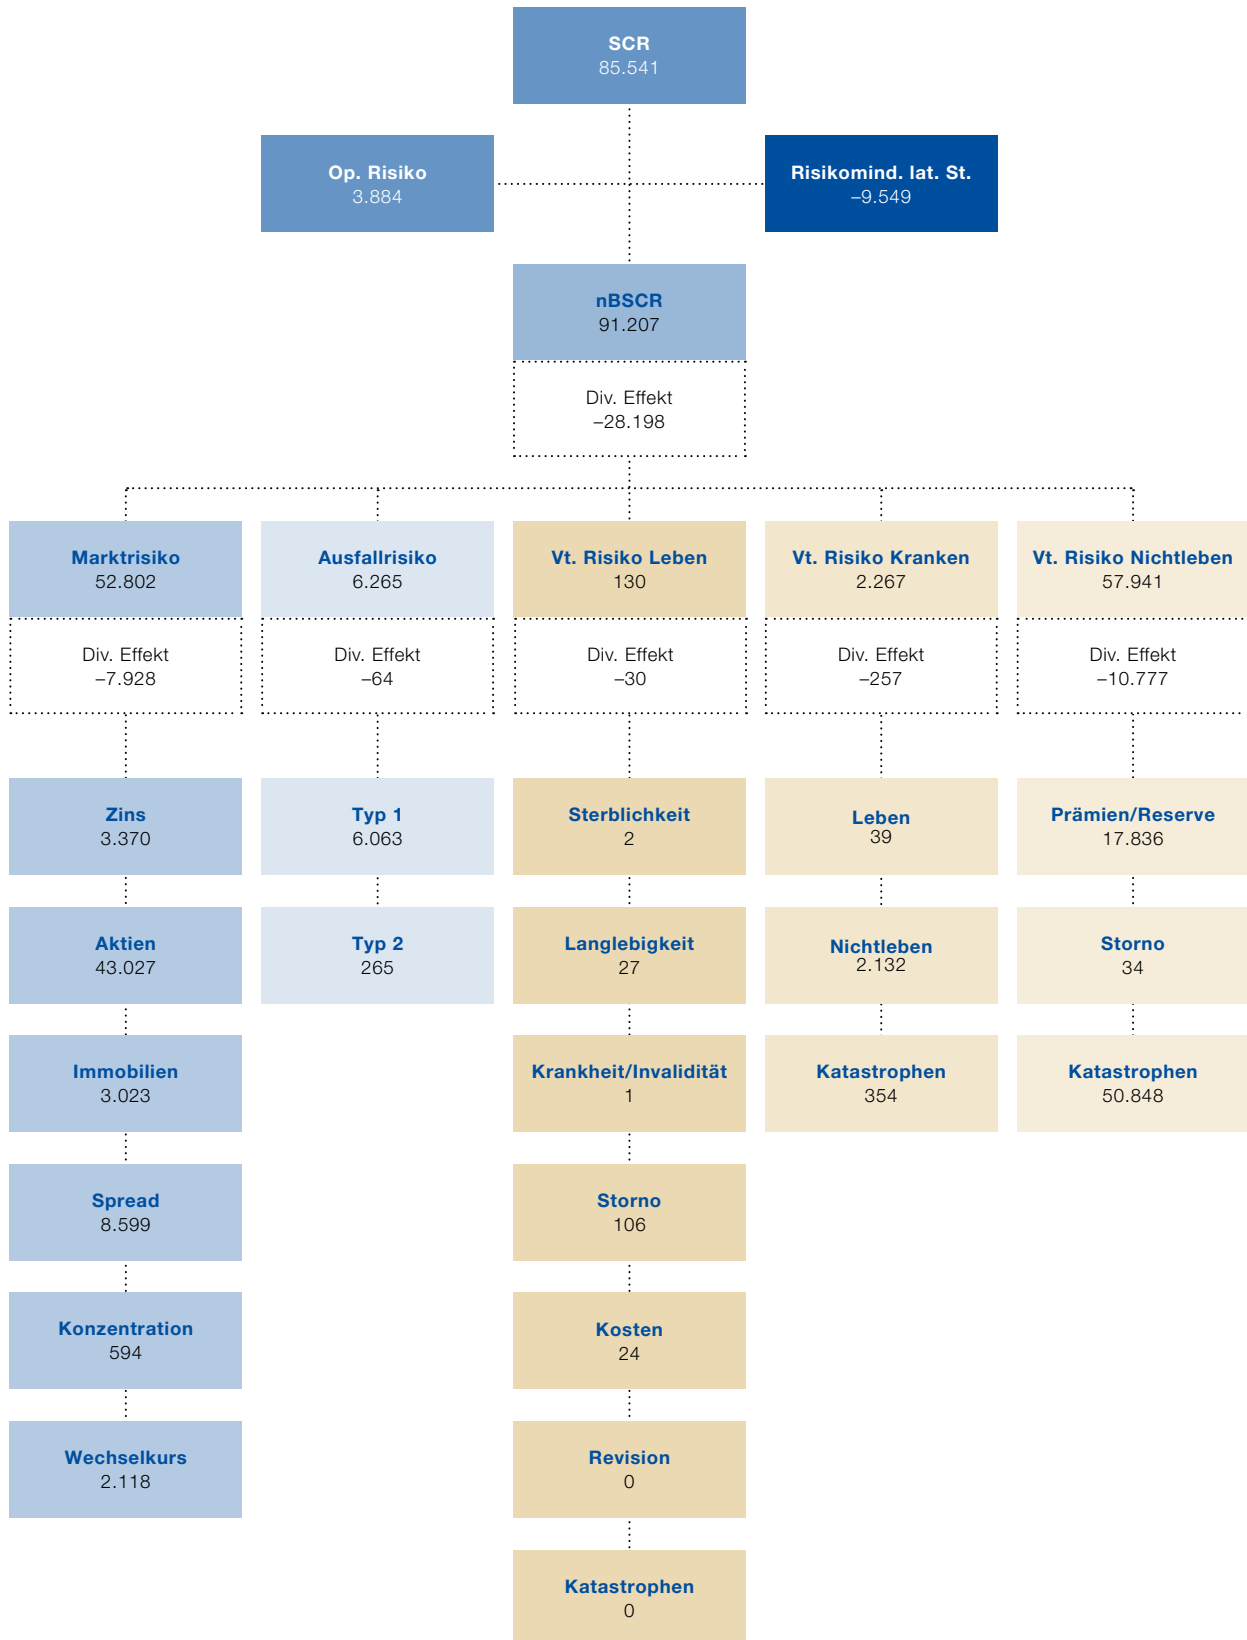 SCR
85.541
Op. Risiko
3.884
Risikomind. lat. St.
–9.549
nBSCR
91.207
Div. Effekt
–28.198
Marktrisiko
52.802
Div. Effekt
–7.928
Zins
3.370
Aktien
43.027
Immobilien
3.023
Spread
8.599
Konzentration
594
Wechselkurs
2.118
Ausfallrisiko
6.265
Div. Effekt
–64
Typ 1
6.063
Typ 2
265
Vt. Risiko Leben
130
Div. Effekt
–30
Sterblichkeit
2
Langlebigkeit
27
Krankheit/Invalidität
1
Storno
106
Kosten
24
Revision
0
Katastrophen
0
Vt. Risiko Kranken
2.267
Div. Effekt
–257
Leben
39
Nichtleben
2.132
Katastrophen
354
Vt. Risiko Nichtleben
57.941
Div. Effekt
–10.777
Prämien/Reserve
17.836
Storno
34
Katastrophen
50.848